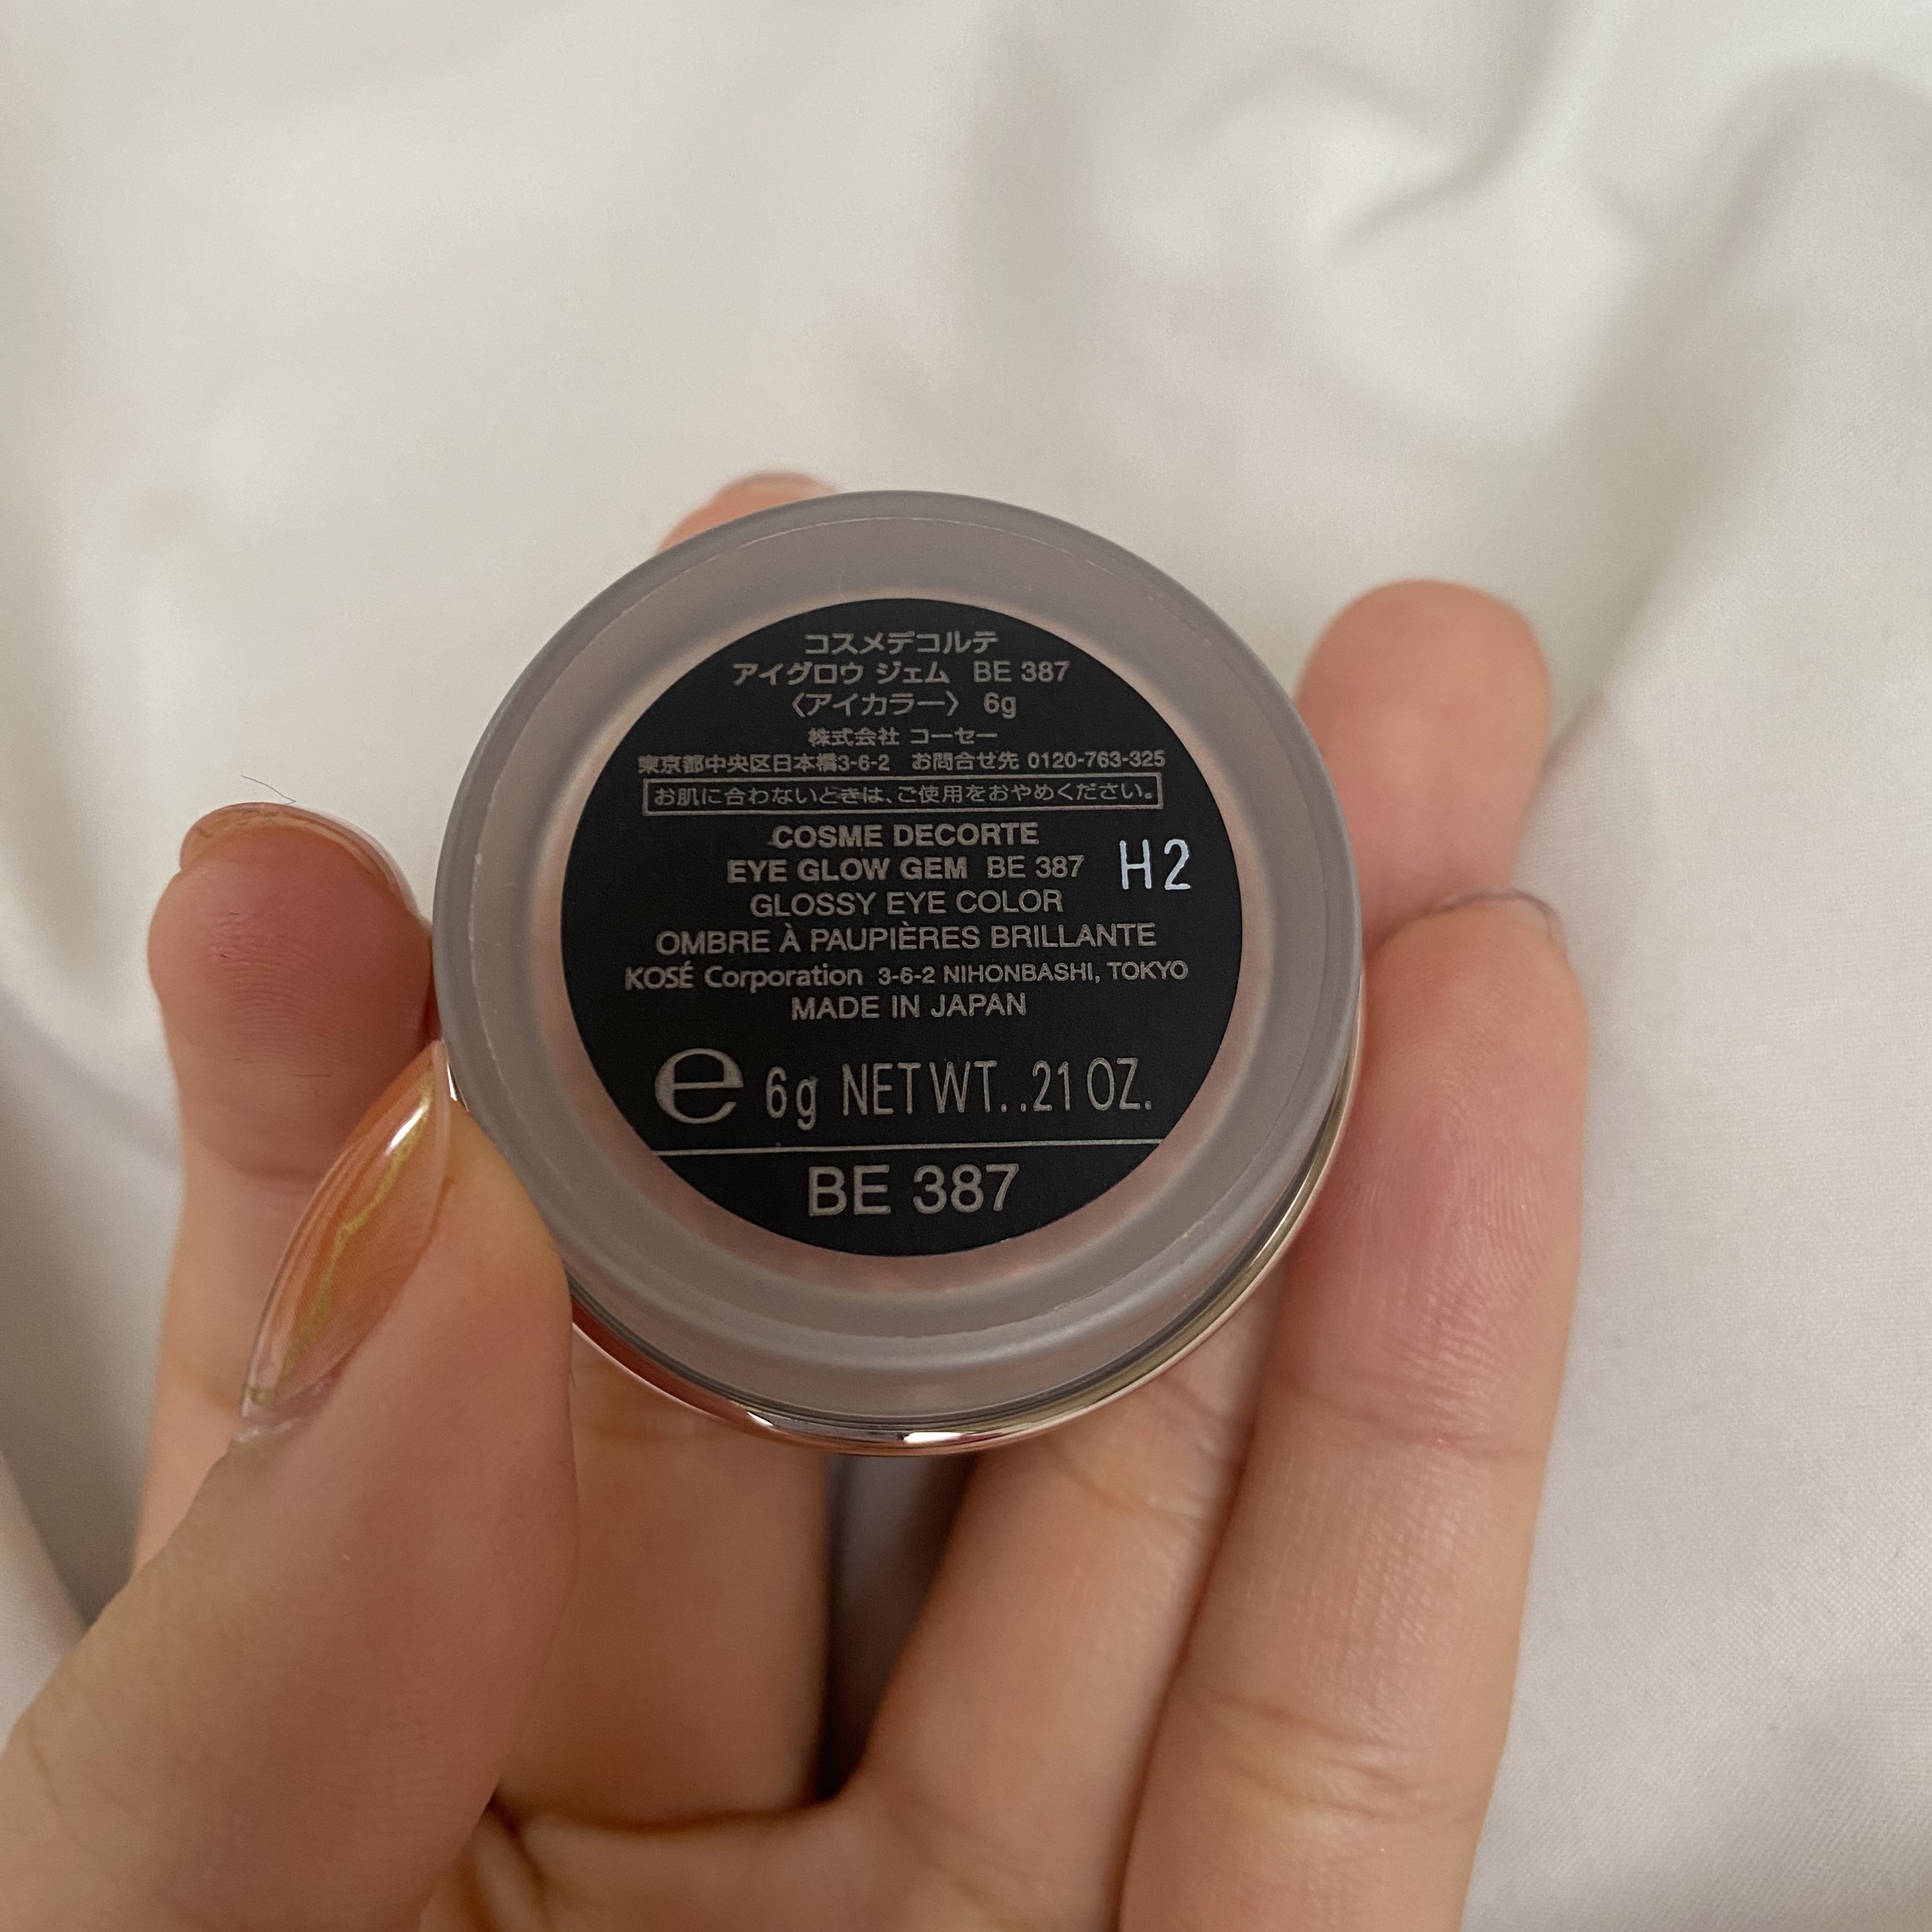 コスメデコルテ
アイグロウ ジェム BE 387
〈アイカラー〉 6g
株式会社 コーセー
東京都中央区日本橋3-6-2 お問合せ先 0120-763-325
お肌に合わないときは、ご使用をおやめください。
COSME DECORTE
EYE GLOW GEM BE 387
H2
GLOSSY EYE COLOR
OMBRE À PAUPIÈRES BRILLANTE
KOSÉ Corporation 3-6-2 NIHONBASHI, TOKYO
MADE IN JAPAN
e 6g NET WT. .21 OZ.
BE 387